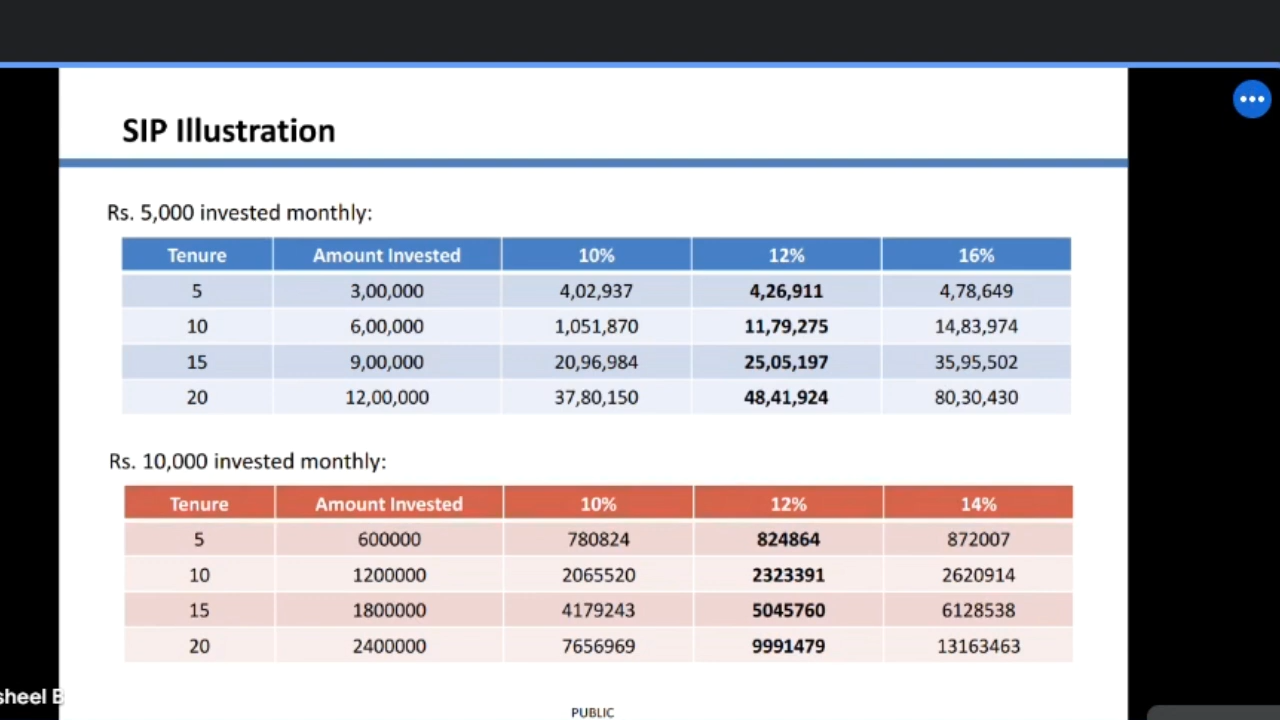 SIP Illustration
Rs. 5,000 invested monthly:
Tenure Amount Invested 10% 12% 16%
5 3,00,000 4,02,937 4,26,911 4,78,649
10 6,00,000 1,051,870 11,79,275 14,83,974
15 9,00,000 20,96,984 25,05,197 35,95,502
20 12,00,000 37,80,150 48,41,924 80,30,430
Rs. 10,000 invested monthly:
Tenure Amount Invested 10% 12% 14%
5 600000 780824 824864 872007
10 1200000 2065520 2323391 2620914
15 1800000 4179243 5045760 6128538
20 2400000 7656969 9991479 13163463
sheel B
PUBLIC